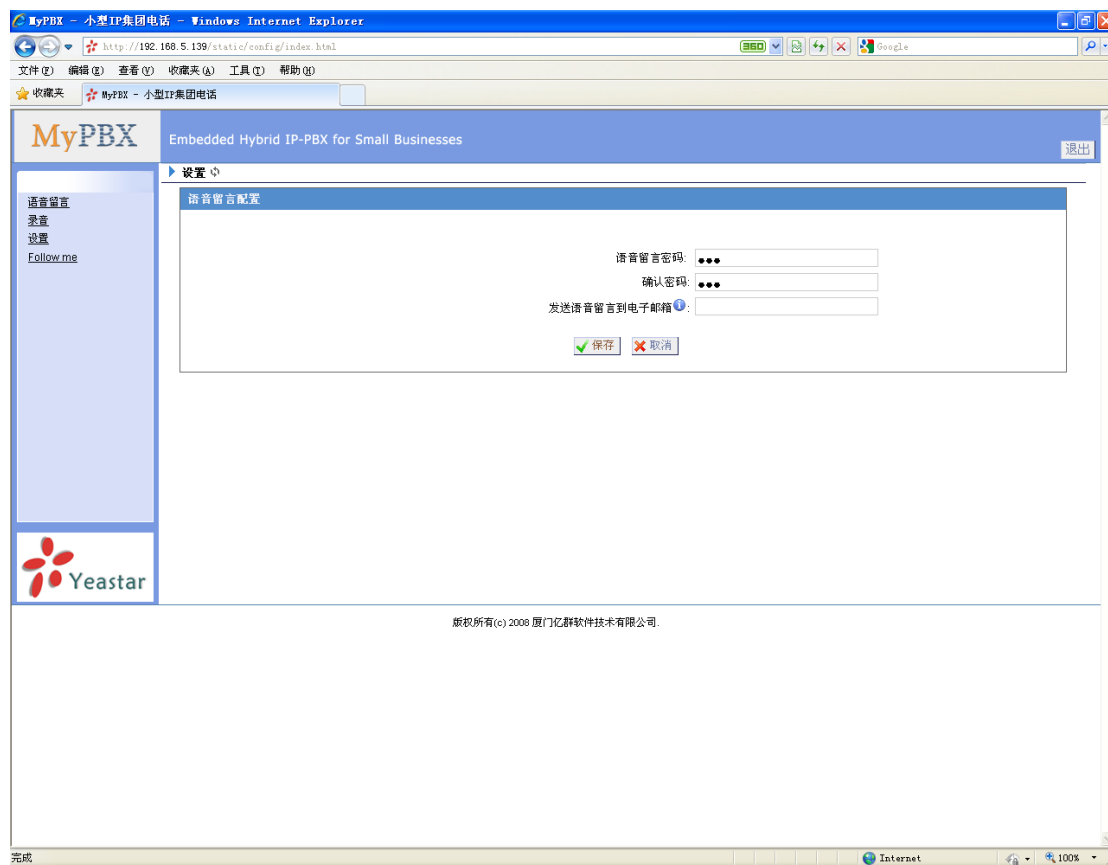 MyPBX - 小型IP集团电话 - Windows Internet Explorer
http://192.168.5.139/static/config/index.html
360
Google
文件(F) 编辑(E) 查看(V) 收藏夹(A) 工具(T) 帮助(H)
收藏夹
MyPBX - 小型IP集团电话
MyPBX
Embedded Hybrid IP-PBX for Small Businesses
退出
设置
语音留言
录音
设置
Follow me
语音留言配置
语音留言密码:
确认密码:
发送语音留言到电子邮箱:
保存 取消
Yeastar
版权所有(c) 2008 厦门亿群软件技术有限公司.
完成
Internet
100%